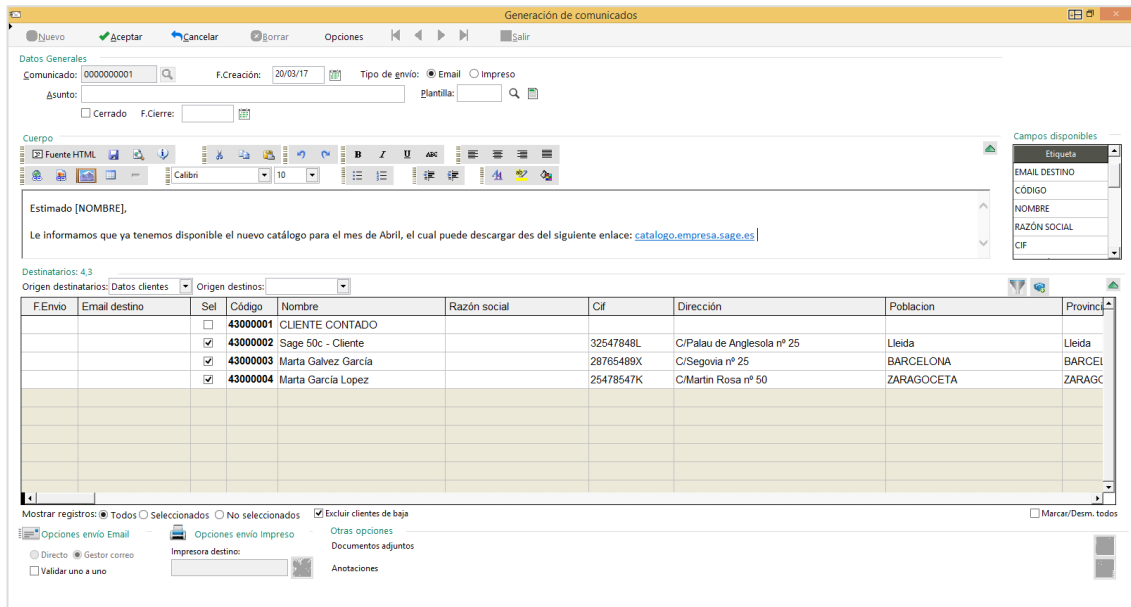 Generación de comunicados
Nuevo Aceptar Cancelar Borrar Opciones Salir
Datos Generales
Comunicado: 0000000001 F.Creación: 20/03/17 Tipo de envío: Email Impreso
Asunto: Plantilla:
Cerrado F.Cierre:
Cuerpo
Campos disponibles
Fuente HTML B I U ABC
Calibri 10
Etiqueta
EMAIL DESTINO
CÓDIGO
NOMBRE
RAZÓN SOCIAL
CIF
Estimado [NOMBRE],
Le informamos que ya tenemos disponible el nuevo catálogo para el mes de Abril, el cual puede descargar des del siguiente enlace: catalogo.empresa.sage.es
Destinatarios: 4,3
Origen destinatarios: Datos clientes Origen destinos:
F.Envio Email destino Sel Código Nombre Razón social Cif Dirección Poblacion Provinci
43000001 CLIENTE CONTADO
43000002 Sage 50c - Cliente 32547848L C/Palau de Anglesola nº 25 Lleida Lleida
43000003 Marta Galvez García 28765489X C/Segovia nº 25 BARCELONA BARCEL
43000004 Marta García Lopez 25478547K C/Martin Rosa nº 50 ZARAGOCETA ZARAGO
Mostrar registros: Todos Seleccionados No seleccionados Excluir clientes de baja Marcar/Desm. todos
Opciones envío Email Opciones envío Impreso Otras opciones
Directo Gestor correo Impresora destino: Documentos adjuntos
Validar uno a uno Anotaciones